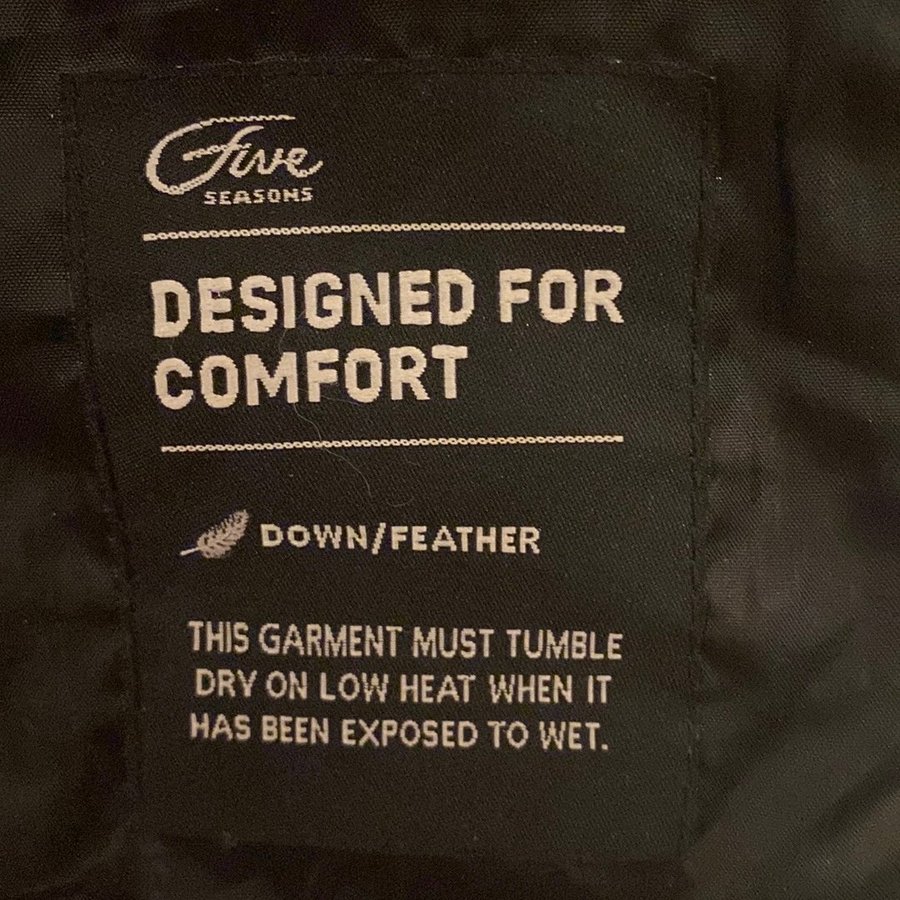 Five
SEASONS
DESIGNED FOR
COMFORT
DOWN/FEATHER
THIS GARMENT MUST TUMBLE
DRY ON LOW HEAT WHEN IT
HAS BEEN EXPOSED TO WET.